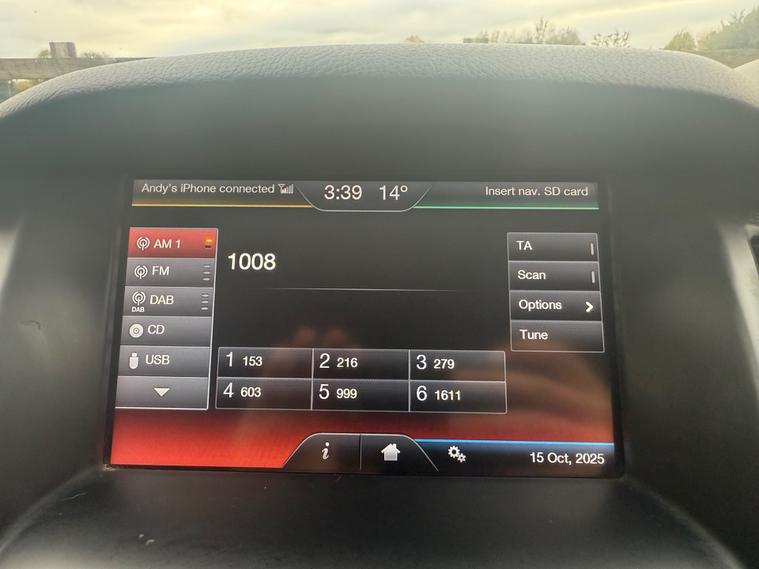 Andy's iPhone connected
3:39 14°
Insert nav. SD card
AM 1
FM
DAB
DAB
CD
USB
1008
TA
Scan
Options
Tune
1 153
2 216
3 279
4 603
5 999
6 1611
i
15 Oct, 2025